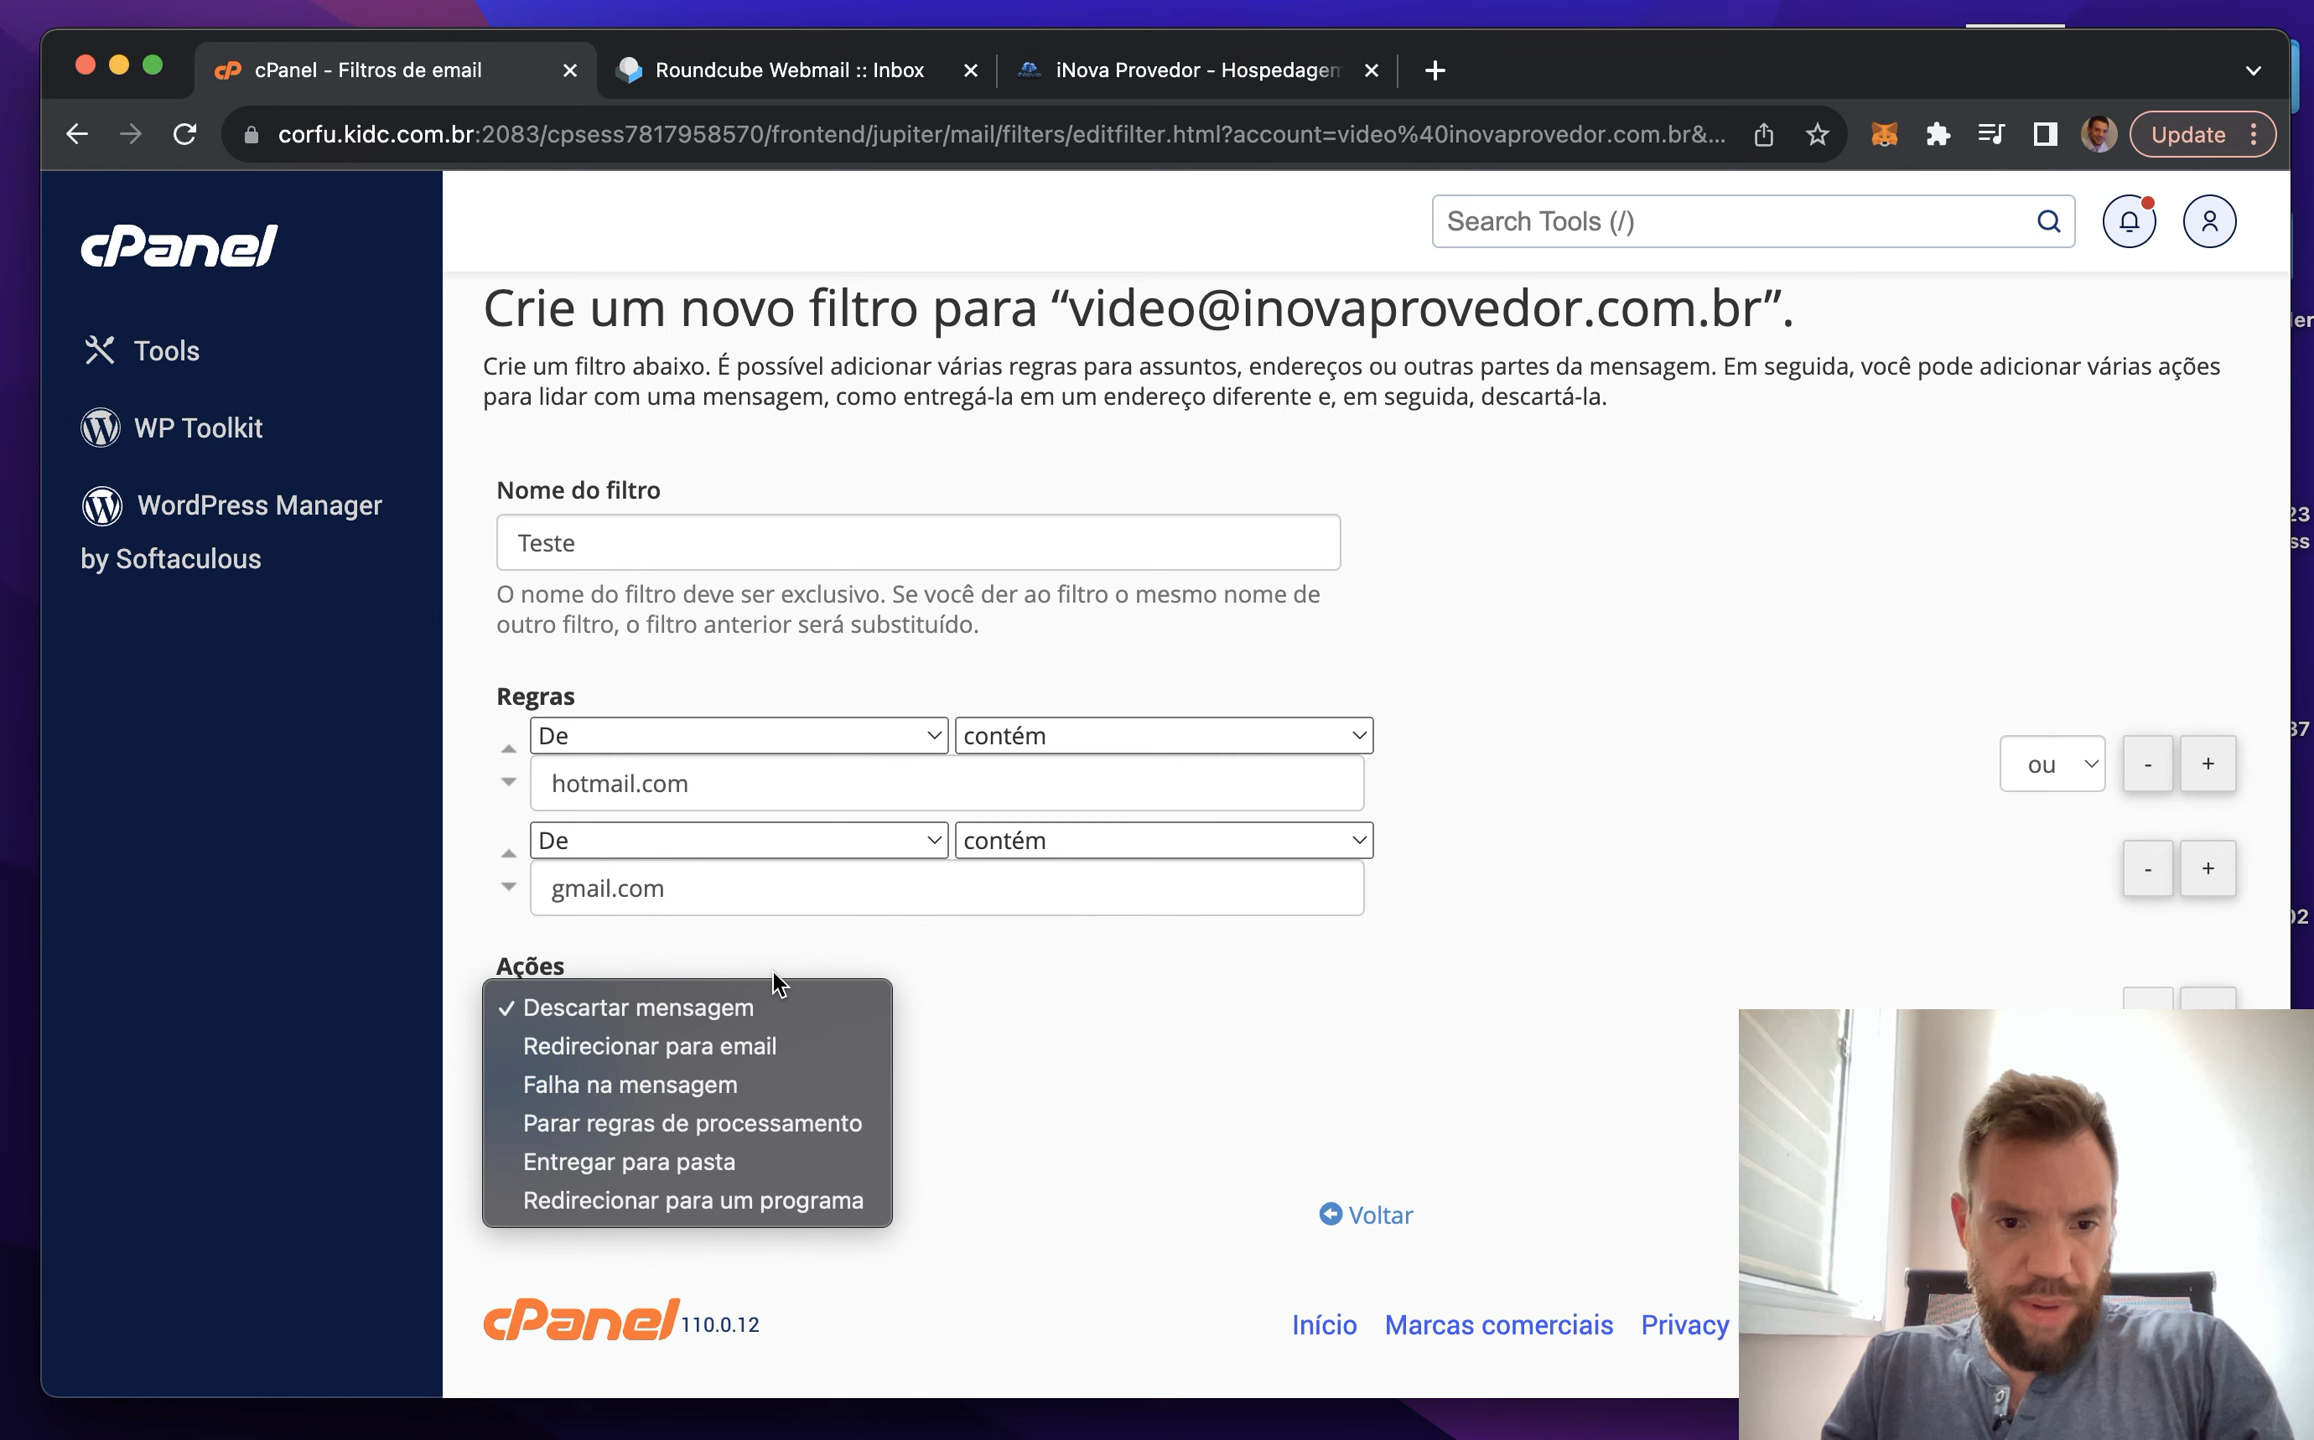 cPanel - Filtros de email
Roundcube Webmail :: Inbox
iNova Provedor - Hospedagem
corfu.kidc.com.br:2083/cpsess7817958570/frontend/jupiter/mail/filters/editfilter.html?account=video%40inovaprovedor.com.br&...
Update
cPanel
Search Tools (/)
Tools
WP Toolkit
WordPress Manager
by Softaculous
Crie um novo filtro para “video@inovaprovedor.com.br”.
Crie um filtro abaixo. É possível adicionar várias regras para assuntos, endereços ou outras partes da mensagem. Em seguida, você pode adicionar várias ações
para lidar com uma mensagem, como entregá-la em um endereço diferente e, em seguida, descartá-la.
Nome do filtro
Teste
O nome do filtro deve ser exclusivo. Se você der ao filtro o mesmo nome de
outro filtro, o filtro anterior será substituído.
Regras
De contém
hotmail.com
ou - +
De contém
gmail.com
- +
Ações
✓ Descartar mensagem
Redirecionar para email
Falha na mensagem
Parar regras de processamento
Entregar para pasta
Redirecionar para um programa
Voltar
cPanel 110.0.12
Início Marcas comerciais Privacy